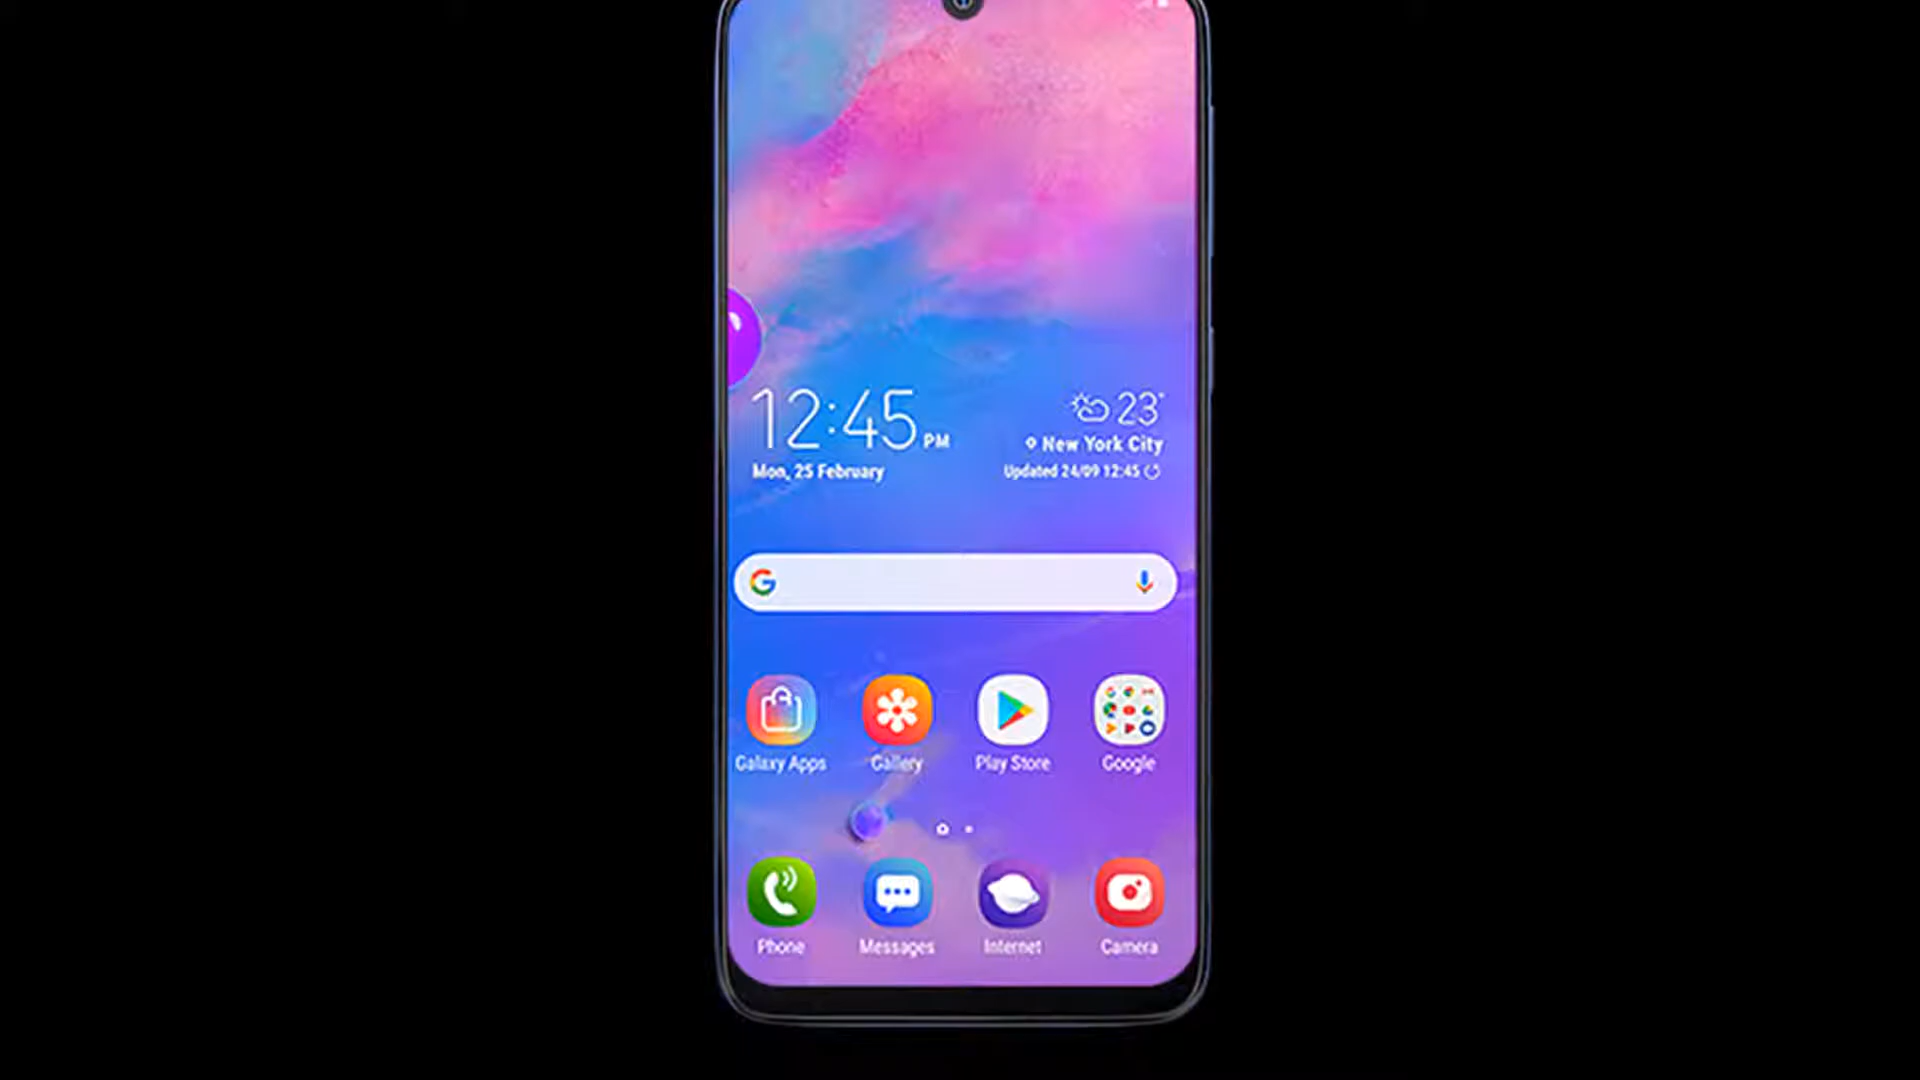 12:45 PM
23°
New York City
Mon, 25 February
Updated 24/09 12:45
G
Galaxy Apps
Gallery
Play Store
Google
Phone
Messages
Internet
Camera